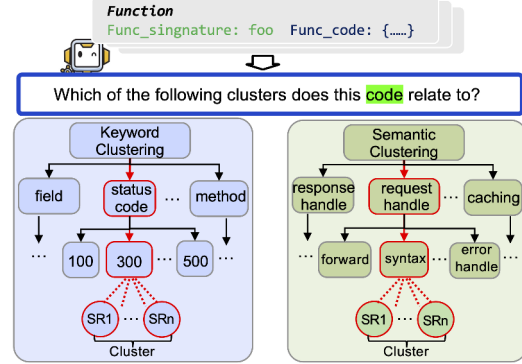 Function
Func_singnature: foo Func_code: {……}
Which of the following clusters does this code relate to?
Keyword
Clustering
field
status
code
...
method
...
...
100
300
...
500
SR1
...
SRn
Cluster
Semantic
Clustering
response
handle
request
handle
...
caching
...
...
forward
syntax
...
error
handle
SR1
...
SRn
Cluster